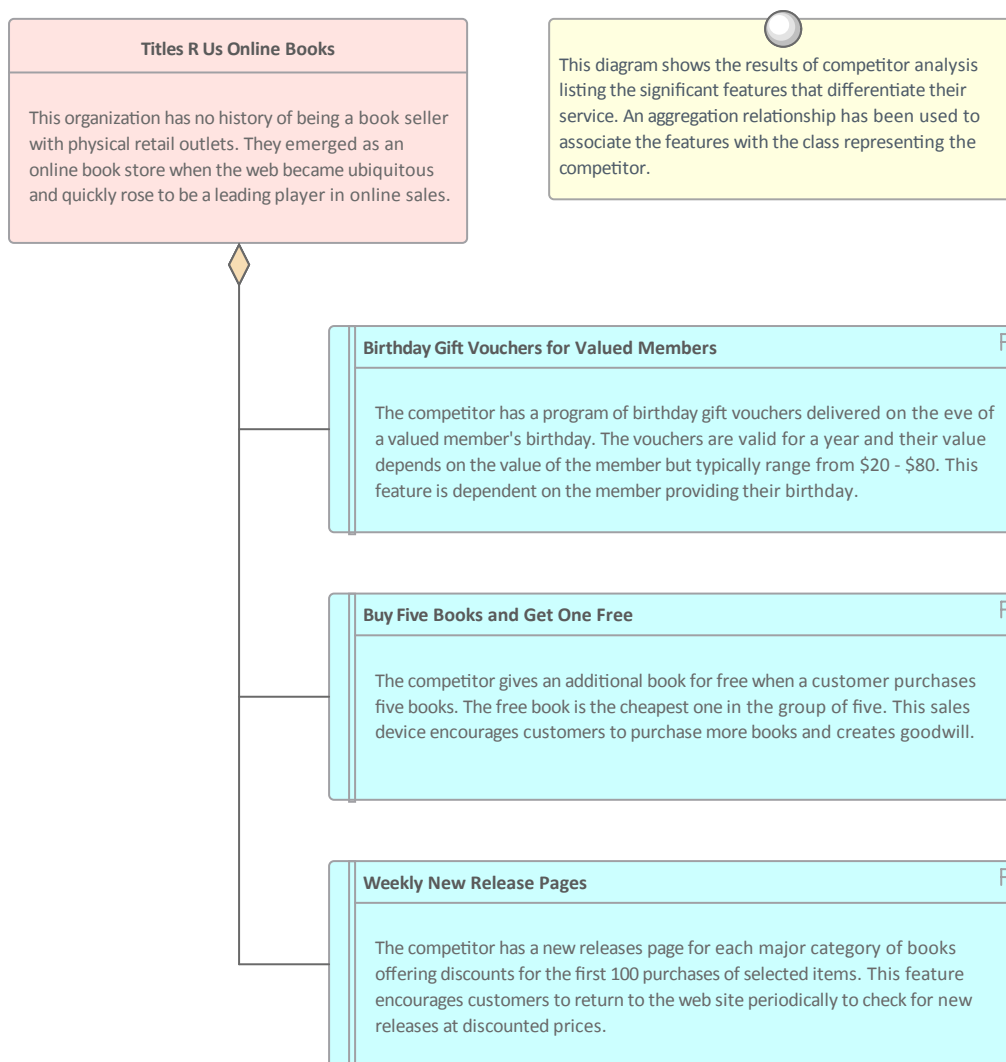 Titles R Us Online Books
This organization has no history of being a book seller
with physical retail outlets. They emerged as an
online book store when the web became ubiquitous
and quickly rose to be a leading player in online sales.
This diagram shows the results of competitor analysis
listing the significant features that differentiate their
service. An aggregation relationship has been used to
associate the features with the class representing the
competitor.
Birthday Gift Vouchers for Valued Members
The competitor has a program of birthday gift vouchers delivered on the eve of
a valued member's birthday. The vouchers are valid for a year and their value
depends on the value of the member but typically range from $20 - $80. This
feature is dependent on the member providing their birthday.
Buy Five Books and Get One Free
The competitor gives an additional book for free when a customer purchases
five books. The free book is the cheapest one in the group of five. This sales
device encourages customers to purchase more books and creates goodwill.
Weekly New Release Pages
The competitor has a new releases page for each major category of books
offering discounts for the first 100 purchases of selected items. This feature
encourages customers to return to the web site periodically to check for new
releases at discounted prices.